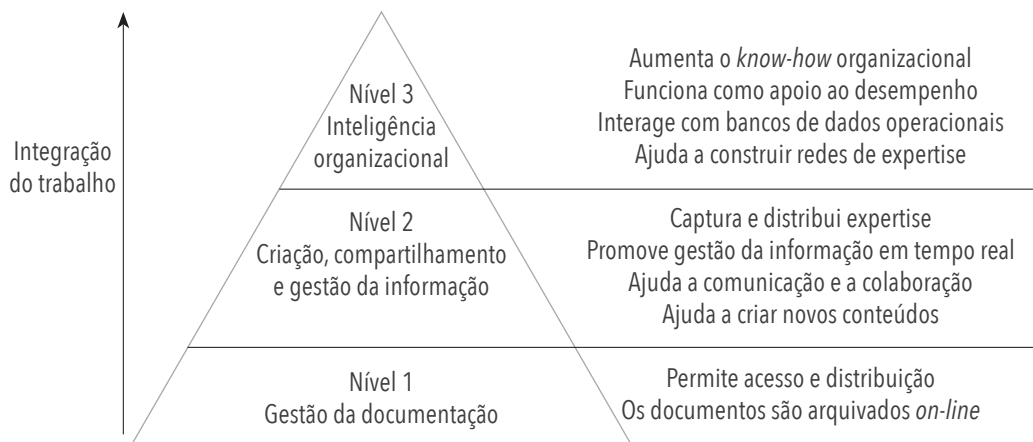 Integração
do trabalho
Nível 3
Inteligência
organizacional
Aumenta o know-how organizacional
Funciona como apoio ao desempenho
Interage com bancos de dados operacionais
Ajuda a construir redes de expertise
Nível 2
Criação, compartilhamento
e gestão da informação
Captura e distribui expertise
Promove gestão da informação em tempo real
Ajuda a comunicação e a colaboração
Ajuda a criar novos conteúdos
Nível 1
Gestão da documentação
Permite acesso e distribuição
Os documentos são arquivados on-line